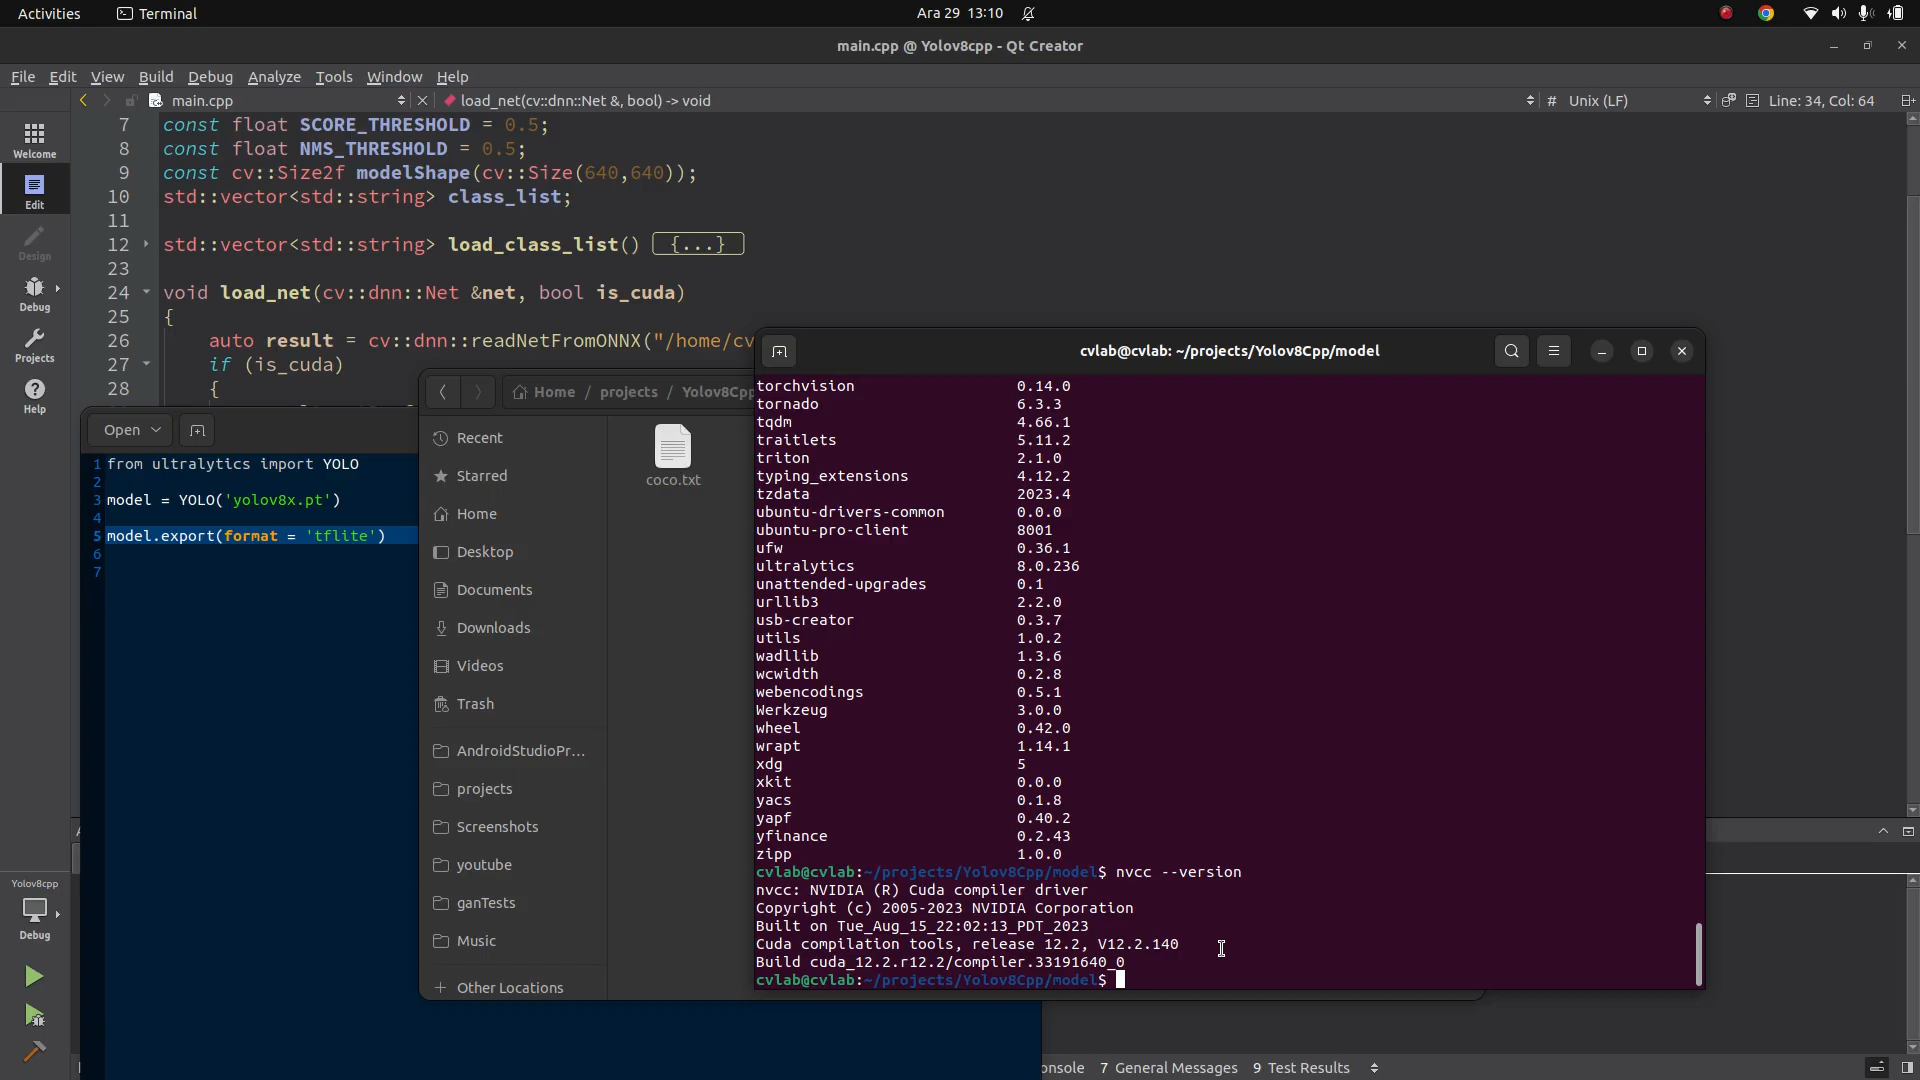 Activities
Terminal
Ara 29 13:10
main.cpp @ Yolov8cpp - Qt Creator
File Edit View Build Debug Analyze Tools Window Help
main.cpp
load_net(cv::dnn::Net &, bool) -> void
# Unix (LF)
Line: 34, Col: 64
Welcome
Edit
Design
Debug
Projects
Help
Yolov8cpp
Debug
7 const float SCORE_THRESHOLD = 0.5;
8 const float NMS_THRESHOLD = 0.5;
9 const cv::Size2f modelShape(cv::Size(640,640));
10 std::vector<std::string> class_list;
11
12 std::vector<std::string> load_class_list() {...}
23
24 void load_net(cv::dnn::Net &net, bool is_cuda)
25 {
26 auto result = cv::dnn::readNetFromONNX("/home/cv
27 if (is_cuda)
28 {
Open
1 from ultralytics import YOLO
2
3 model = YOLO('yolov8x.pt')
4
5 model.export(format = 'tflite')
6
7
Home / projects / Yolov8Cpp
Recent
Starred
Home
Desktop
Documents
Downloads
Videos
Trash
AndroidStudioPr...
projects
Screenshots
youtube
ganTests
Music
Other Locations
coco.txt
cvlab@cvlab: ~/projects/Yolov8Cpp/model
torchvision 0.14.0
tornado 6.3.3
tqdm 4.66.1
traitlets 5.11.2
triton 2.1.0
typing_extensions 4.12.2
tzdata 2023.4
ubuntu-drivers-common 0.0.0
ubuntu-pro-client 8001
ufw 0.36.1
ultralytics 8.0.236
unattended-upgrades 0.1
urllib3 2.2.0
usb-creator 0.3.7
utils 1.0.2
wadllib 1.3.6
wcwidth 0.2.8
webencodings 0.5.1
Werkzeug 3.0.0
wheel 0.42.0
wrapt 1.14.1
xdg 5
xkit 0.0.0
yacs 0.1.8
yapf 0.40.2
yfinance 0.2.43
zipp 1.0.0
cvlab@cvlab:~/projects/Yolov8Cpp/model$ nvcc --version
nvcc: NVIDIA (R) Cuda compiler driver
Copyright (c) 2005-2023 NVIDIA Corporation
Built on Tue_Aug_15_22:02:13_PDT_2023
Cuda compilation tools, release 12.2, V12.2.140
Build cuda_12.2.r12.2/compiler.33191640_0
cvlab@cvlab:~/projects/Yolov8Cpp/model$
onsole 7 General Messages 9 Test Results